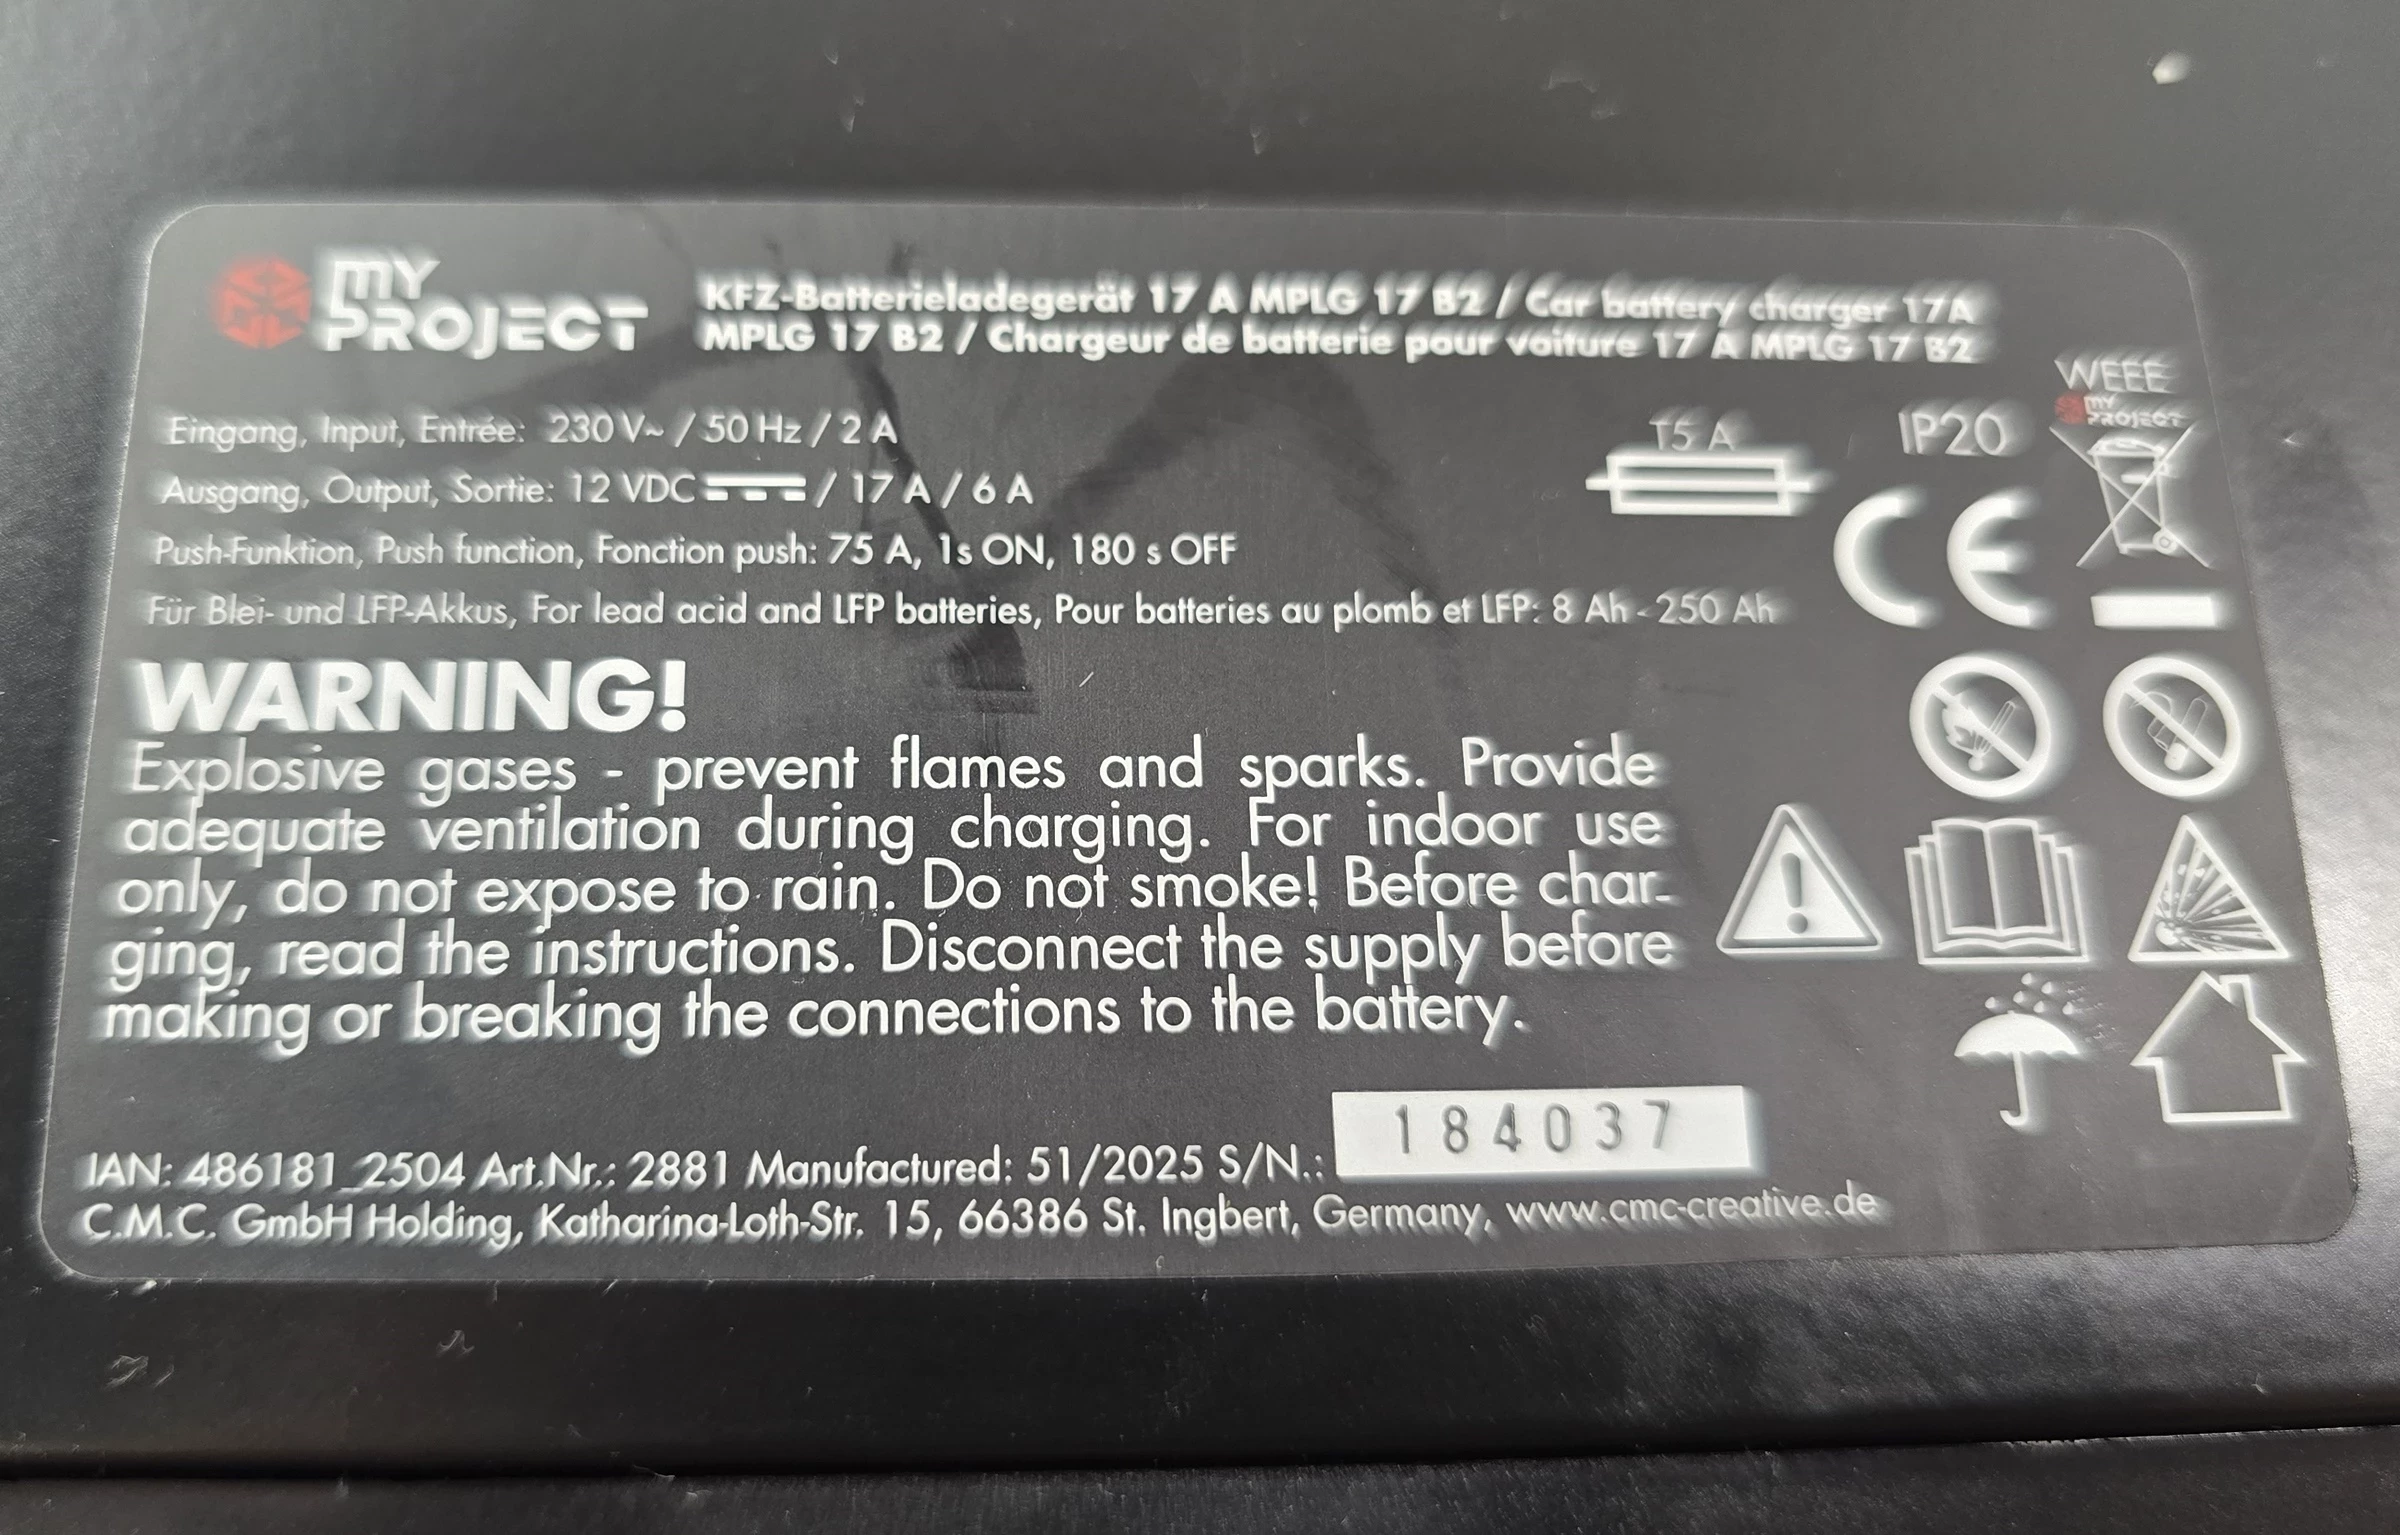 MY
PROJECT
KFZ-Batterieladegerät 17 A MPLG 17 B2 / Car battery charger 17A
MPLG 17 B2 / Chargeur de batterie pour voiture 17 A MPLG 17 B2
WEEE
MY
PROJECT
Eingang, Input, Entrée: 230 V~ / 50 Hz / 2 A
T5 A
IP20
Ausgang, Output, Sortie: 12 VDC ⎓ / 17 A / 6 A
CE
Push-Funktion, Push function, Fonction push: 75 A, 1s ON, 180 s OFF
Für Blei- und LFP-Akkus, For lead acid and LFP batteries, Pour batteries au plomb et LFP: 8 Ah - 250 Ah
WARNING!
Explosive gases - prevent flames and sparks. Provide
adequate ventilation during charging. For indoor use
only, do not expose to rain. Do not smoke! Before char-
ging, read the instructions. Disconnect the supply before
making or breaking the connections to the battery.
IAN: 486181_2504 Art.Nr.: 2881 Manufactured: 51/2025 S/N.: 184037
C.M.C. GmbH Holding, Katharina-Loth-Str. 15, 66386 St. Ingbert, Germany, www.cmc-creative.de